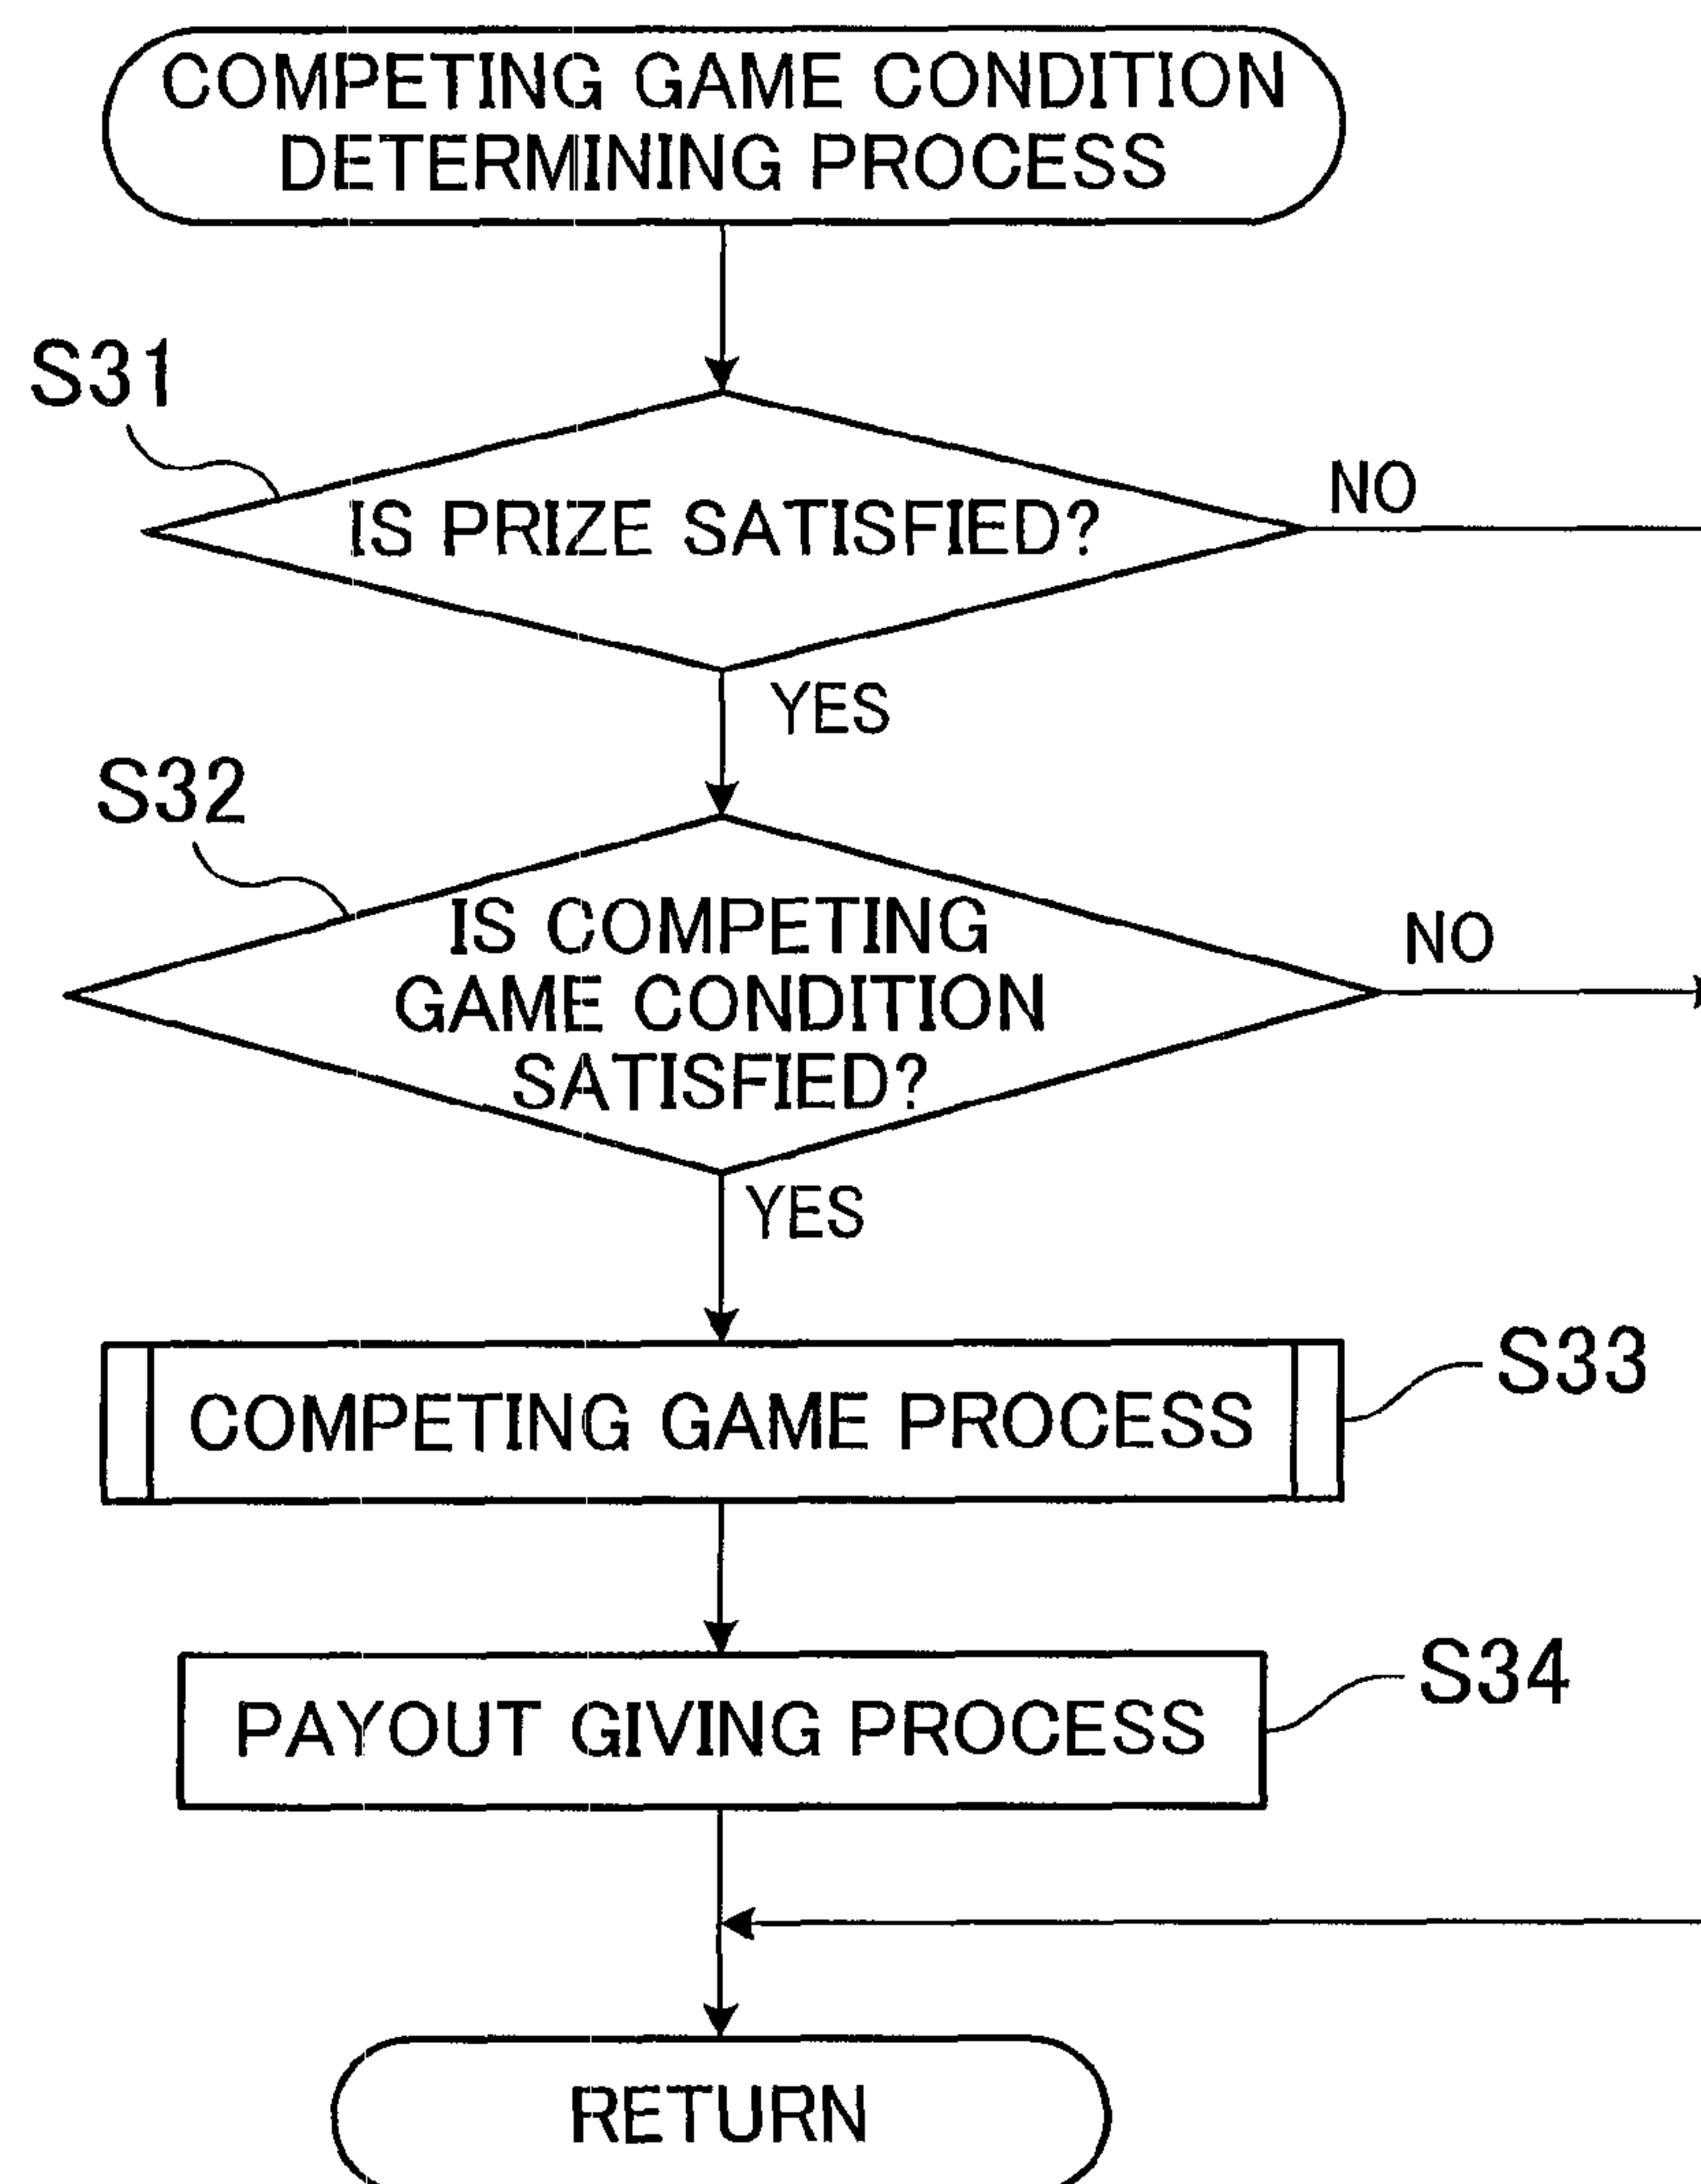 COMPETING GAME CONDITION
DETERMINING PROCESS
S31
IS PRIZE SATISFIED?
NO
YES
S32
IS COMPETING
GAME CONDITION
SATISFIED?
NO
YES
COMPETING GAME PROCESS
S33
PAYOUT GIVING PROCESS
S34
RETURN